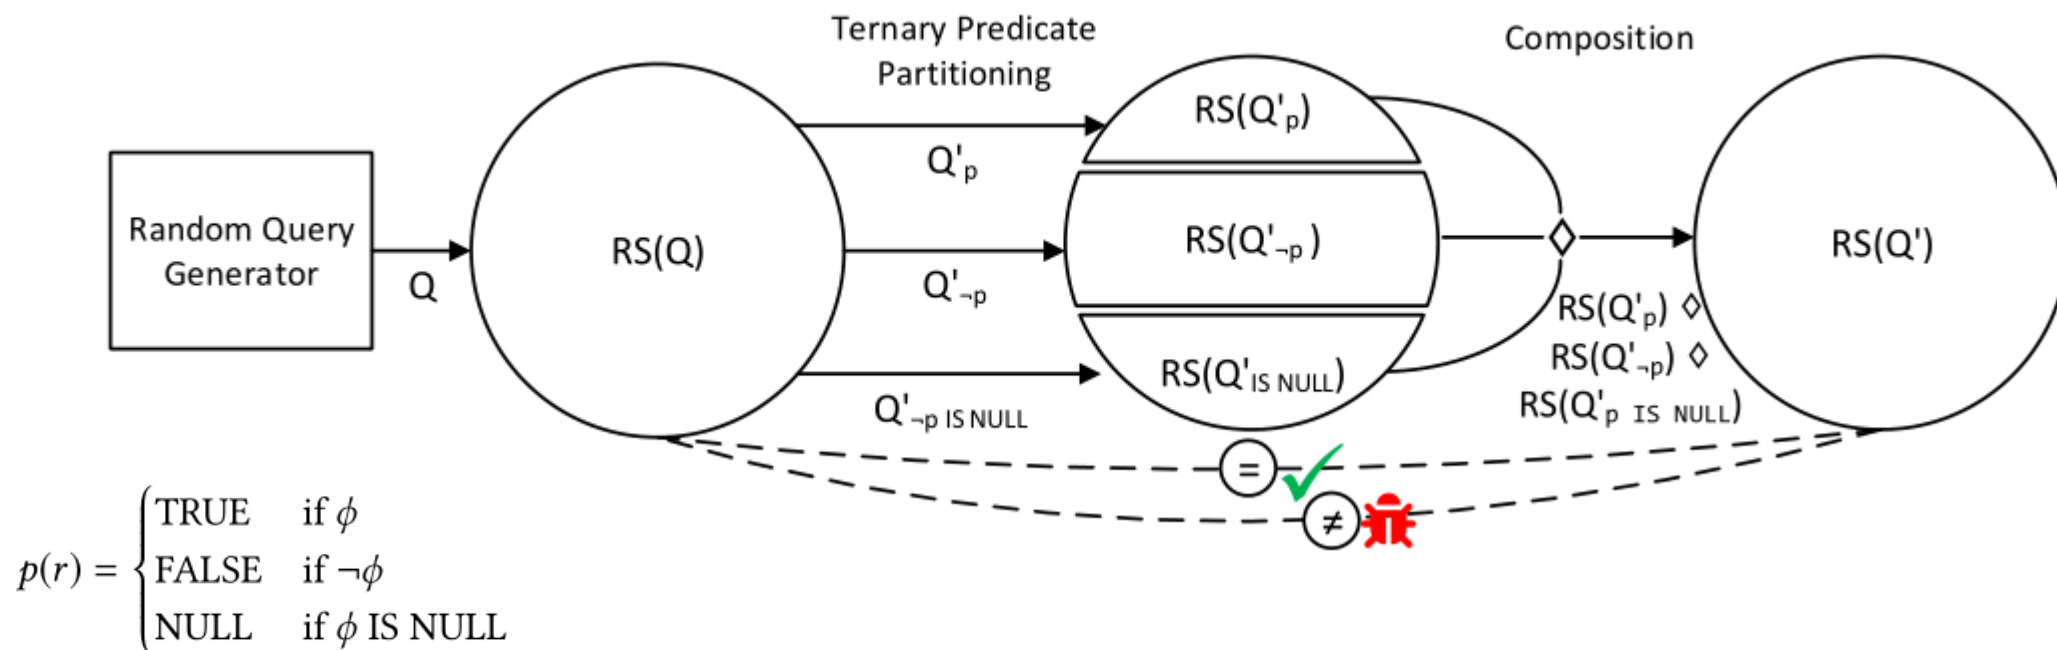 Ternary Predicate
Partitioning
Composition
Random Query
Generator
Q
RS(Q)
Q'p
Q'¬p
Q'¬p IS NULL
RS(Q'p)
RS(Q'¬p)
RS(Q'IS NULL)
◇
RS(Q'p) ◇
RS(Q'¬p) ◇
RS(Q'p IS NULL)
RS(Q')
=
≠
p(r) = {
TRUE if ϕ
FALSE if ¬ϕ
NULL if ϕ IS NULL